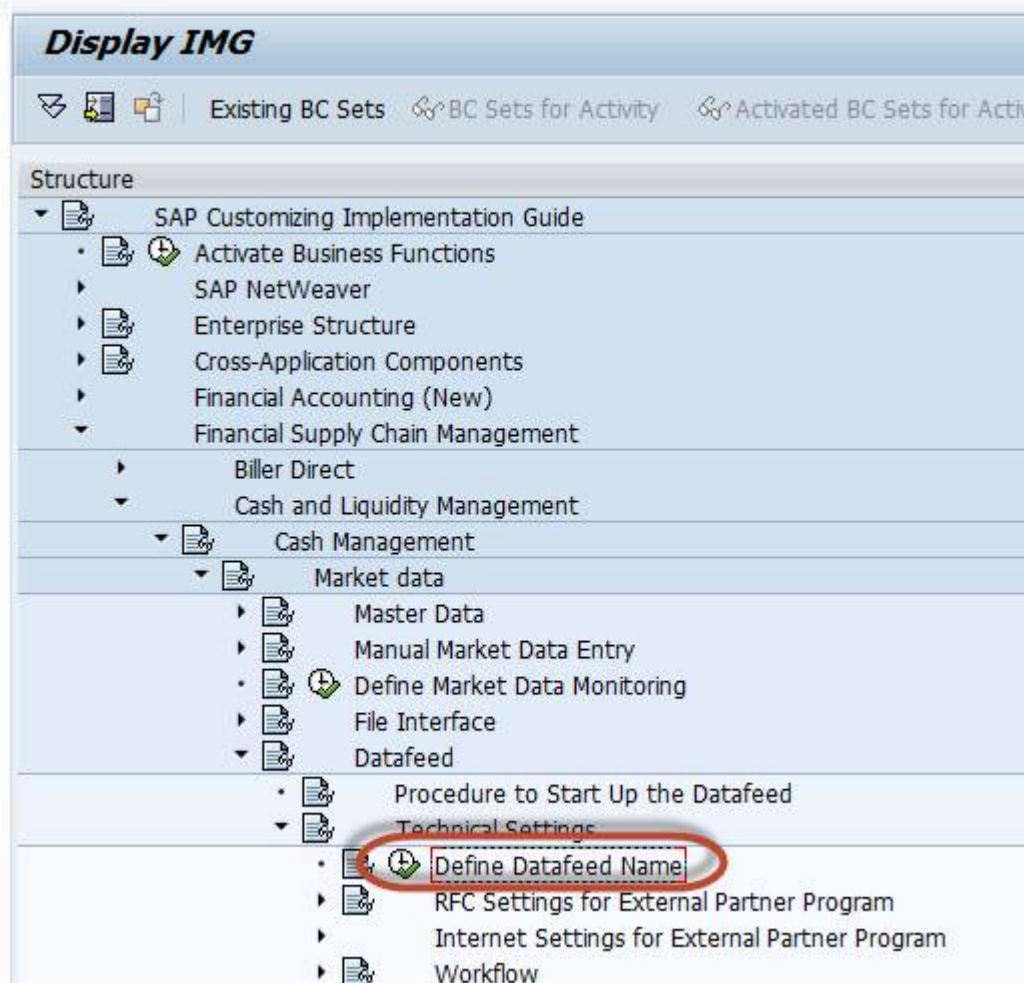 Display IMG
Existing BC Sets BC Sets for Activity Activated BC Sets for Activ
Structure
SAP Customizing Implementation Guide
Activate Business Functions
SAP NetWeaver
Enterprise Structure
Cross-Application Components
Financial Accounting (New)
Financial Supply Chain Management
Biller Direct
Cash and Liquidity Management
Cash Management
Market data
Master Data
Manual Market Data Entry
Define Market Data Monitoring
File Interface
Datafeed
Procedure to Start Up the Datafeed
Technical Settings
Define Datafeed Name
RFC Settings for External Partner Program
Internet Settings for External Partner Program
Workflow